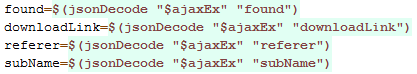 found=$(jsonDecode "$ajaxEx" "found")
downloadLink=$(jsonDecode "$ajaxEx" "downloadLink")
referer=$(jsonDecode "$ajaxEx" "referer")
subName=$(jsonDecode "$ajaxEx" "subName")